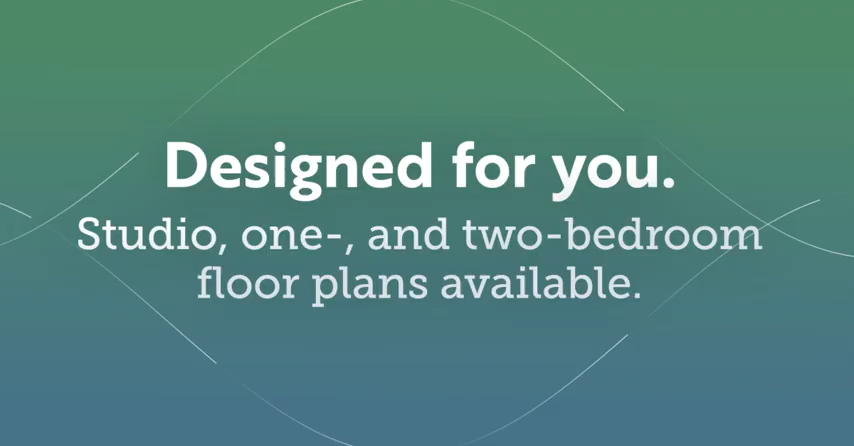 Designed for you.
Studio, one-, and two-bedroom
floor plans available.